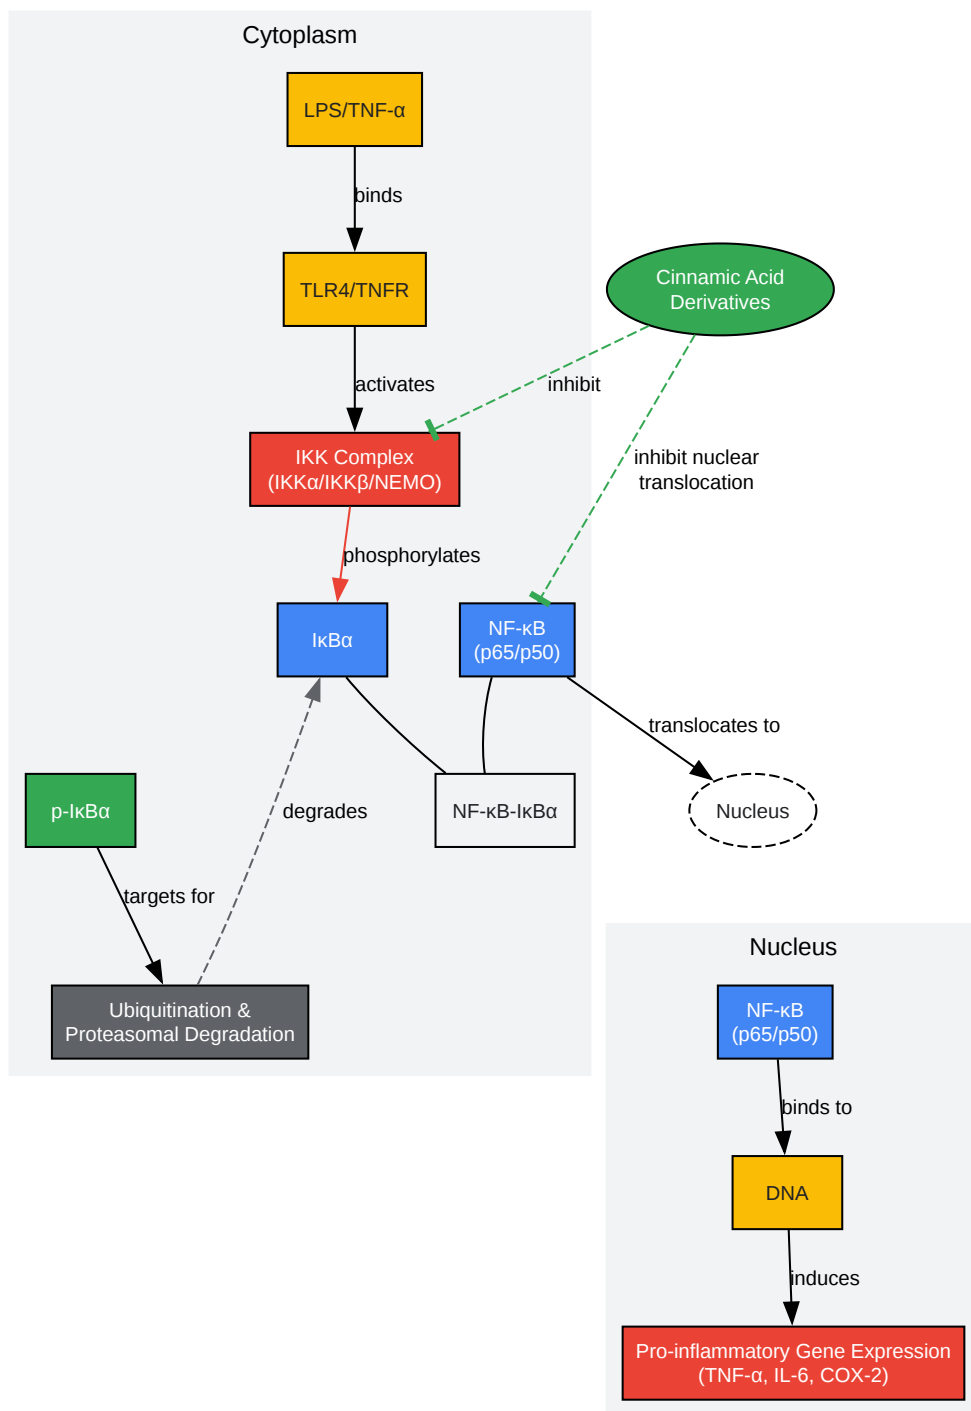 Cytoplasm
LPS/TNF-α
binds
TLR4/TNFR
Cinnamic Acid
Derivatives
activates
inhibit
IKK Complex
(IKKα/IKKβ/NEMO)
inhibit nuclear
translocation
phosphorylates
IκBα
NF-κB
(p65/p50)
translocates to
p-IκBα
degrades
NF-κB-IκBα
Nucleus
targets for
Nucleus
Ubiquitination &
Proteasomal Degradation
NF-κB
(p65/p50)
binds to
DNA
induces
Pro-inflammatory Gene Expression
(TNF-α, IL-6, COX-2)